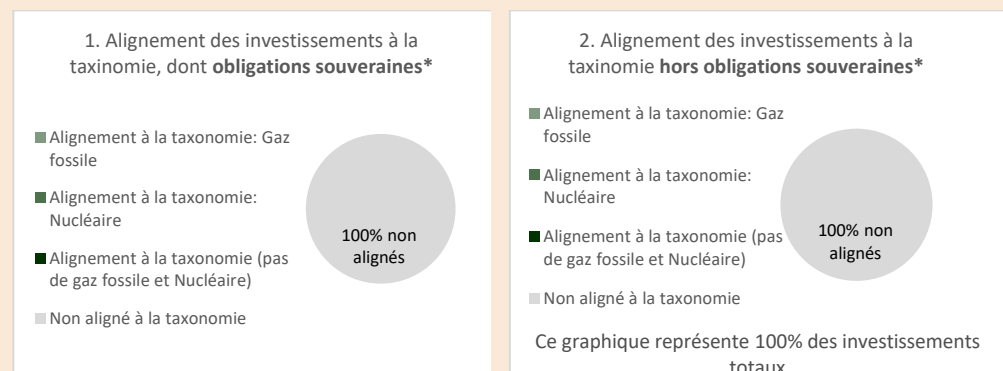 1. Alignement des investissements à la
taxinomie, dont obligations souveraines*
Alignement à la taxonomie: Gaz
fossile
Alignement à la taxonomie:
Nucléaire
Alignement à la taxonomie (pas
de gaz fossile et Nucléaire)
Non aligné à la taxonomie
100% non
alignés
2. Alignement des investissements à la
taxinomie hors obligations souveraines*
Alignement à la taxonomie: Gaz
fossile
Alignement à la taxonomie:
Nucléaire
Alignement à la taxonomie (pas
de gaz fossile et Nucléaire)
Non aligné à la taxonomie
100% non
alignés
Ce graphique représente 100% des investissements
totaux